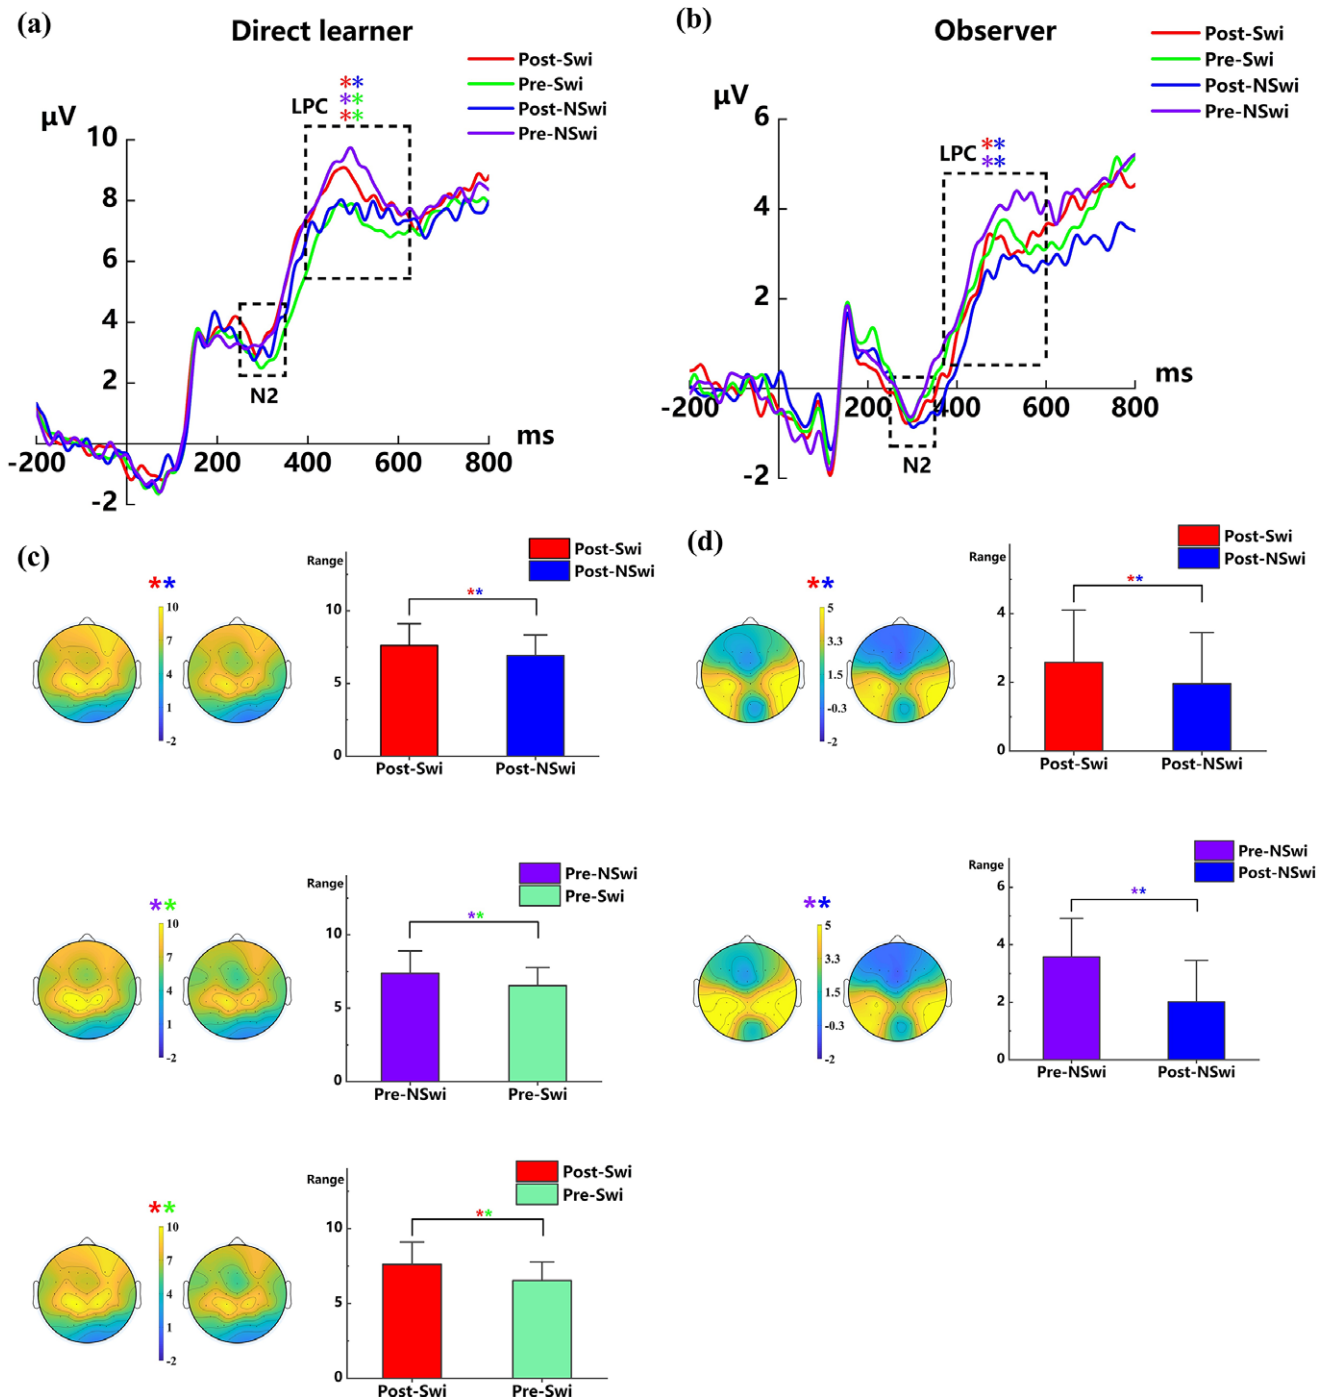 (a)
Direct learner
Post-Swi
Pre-Swi
Post-NSwi
Pre-NSwi
**
**
**
LPC
μV
10
8
6
4
2
-2
N2
-200
200
400
600
800
ms
(b)
Observer
Post-Swi
Pre-Swi
Post-NSwi
Pre-NSwi
**
**
LPC
μV
6
4
2
-2
N2
-200
200
400
600
800
ms
(c)
**
10
7
4
1
-2
Range
10
5
0
**
Post-Swi
Post-NSwi
Post-Swi
Post-NSwi
**
10
7
4
1
-2
Range
10
5
0
**
Pre-NSwi
Pre-Swi
Pre-NSwi
Pre-Swi
**
10
7
4
1
-2
Range
10
5
0
**
Post-Swi
Pre-Swi
Post-Swi
Pre-Swi
(d)
**
5
3.3
1.5
-0.3
-2
Range
4
2
0
**
Post-Swi
Post-NSwi
Post-Swi
Post-NSwi
**
5
3.3
1.5
-0.3
-2
Range
6
4
2
0
**
Pre-NSwi
Post-NSwi
Pre-NSwi
Post-NSwi